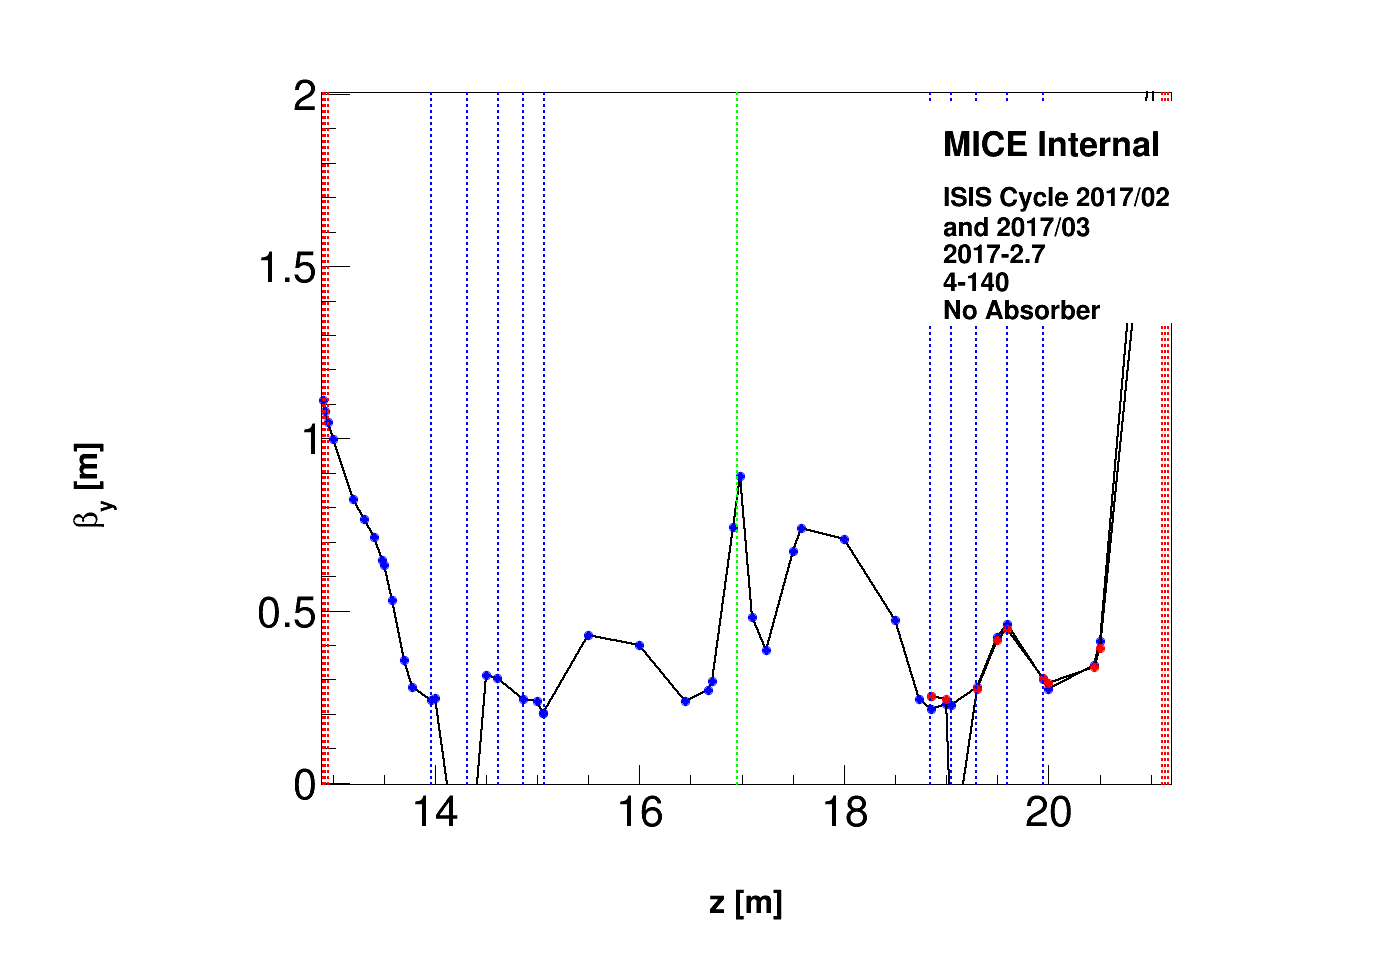 2
MICE Internal
ISIS Cycle 2017/02
and 2017/03
1.5
2017-2.7
4-140
No Absorber
1
β_y [m]
0.5
0
14 16 18 20
z [m]